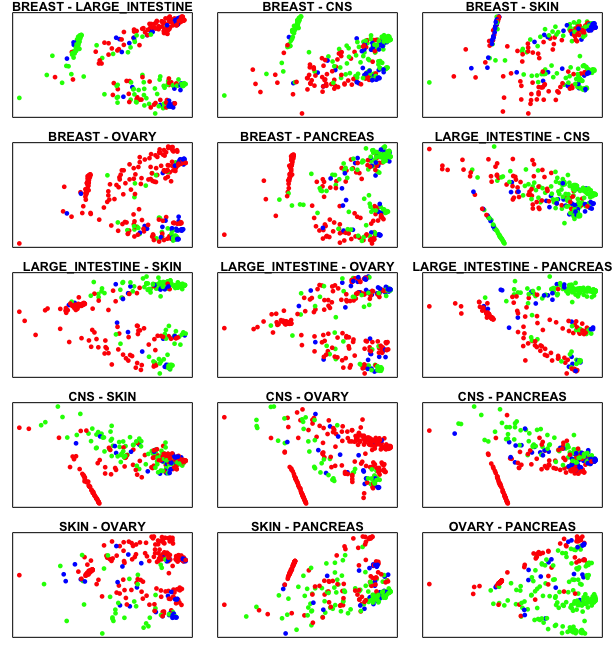 BREAST - LARGE_INTESTINE
BREAST - CNS
BREAST - SKIN
BREAST - OVARY
BREAST - PANCREAS
LARGE_INTESTINE - CNS
LARGE_INTESTINE - SKIN
LARGE_INTESTINE - OVARY
LARGE_INTESTINE - PANCREAS
CNS - SKIN
CNS - OVARY
CNS - PANCREAS
SKIN - OVARY
SKIN - PANCREAS
OVARY - PANCREAS